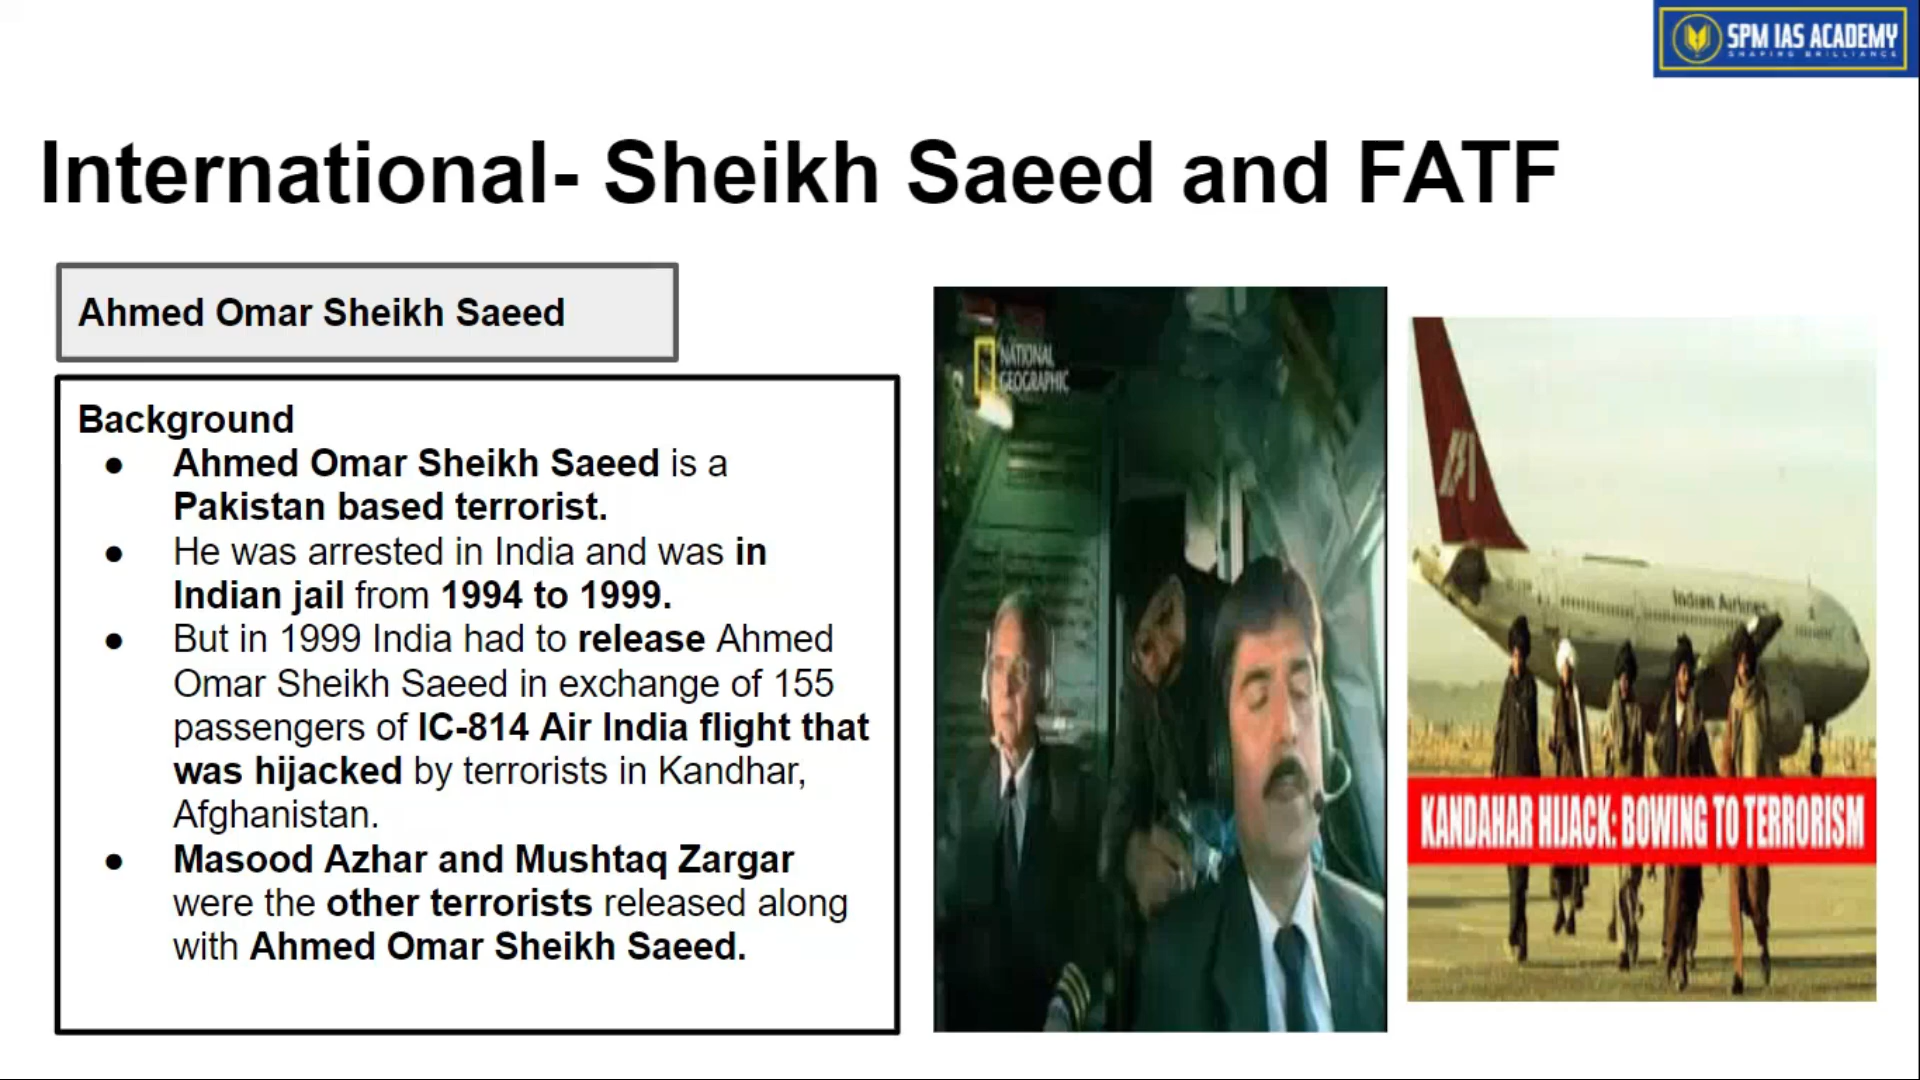 SPM IAS ACADEMY
SHAPING BRILLIANCE
International- Sheikh Saeed and FATF
Ahmed Omar Sheikh Saeed
Background
● Ahmed Omar Sheikh Saeed is a
Pakistan based terrorist.
● He was arrested in India and was in
Indian jail from 1994 to 1999.
● But in 1999 India had to release Ahmed
Omar Sheikh Saeed in exchange of 155
passengers of IC-814 Air India flight that
was hijacked by terrorists in Kandhar,
Afghanistan.
● Masood Azhar and Mushtaq Zargar
were the other terrorists released along
with Ahmed Omar Sheikh Saeed.
NATIONAL
GEOGRAPHIC
Indian Airlines
KANDAHAR HIJACK: BOWING TO TERRORISM